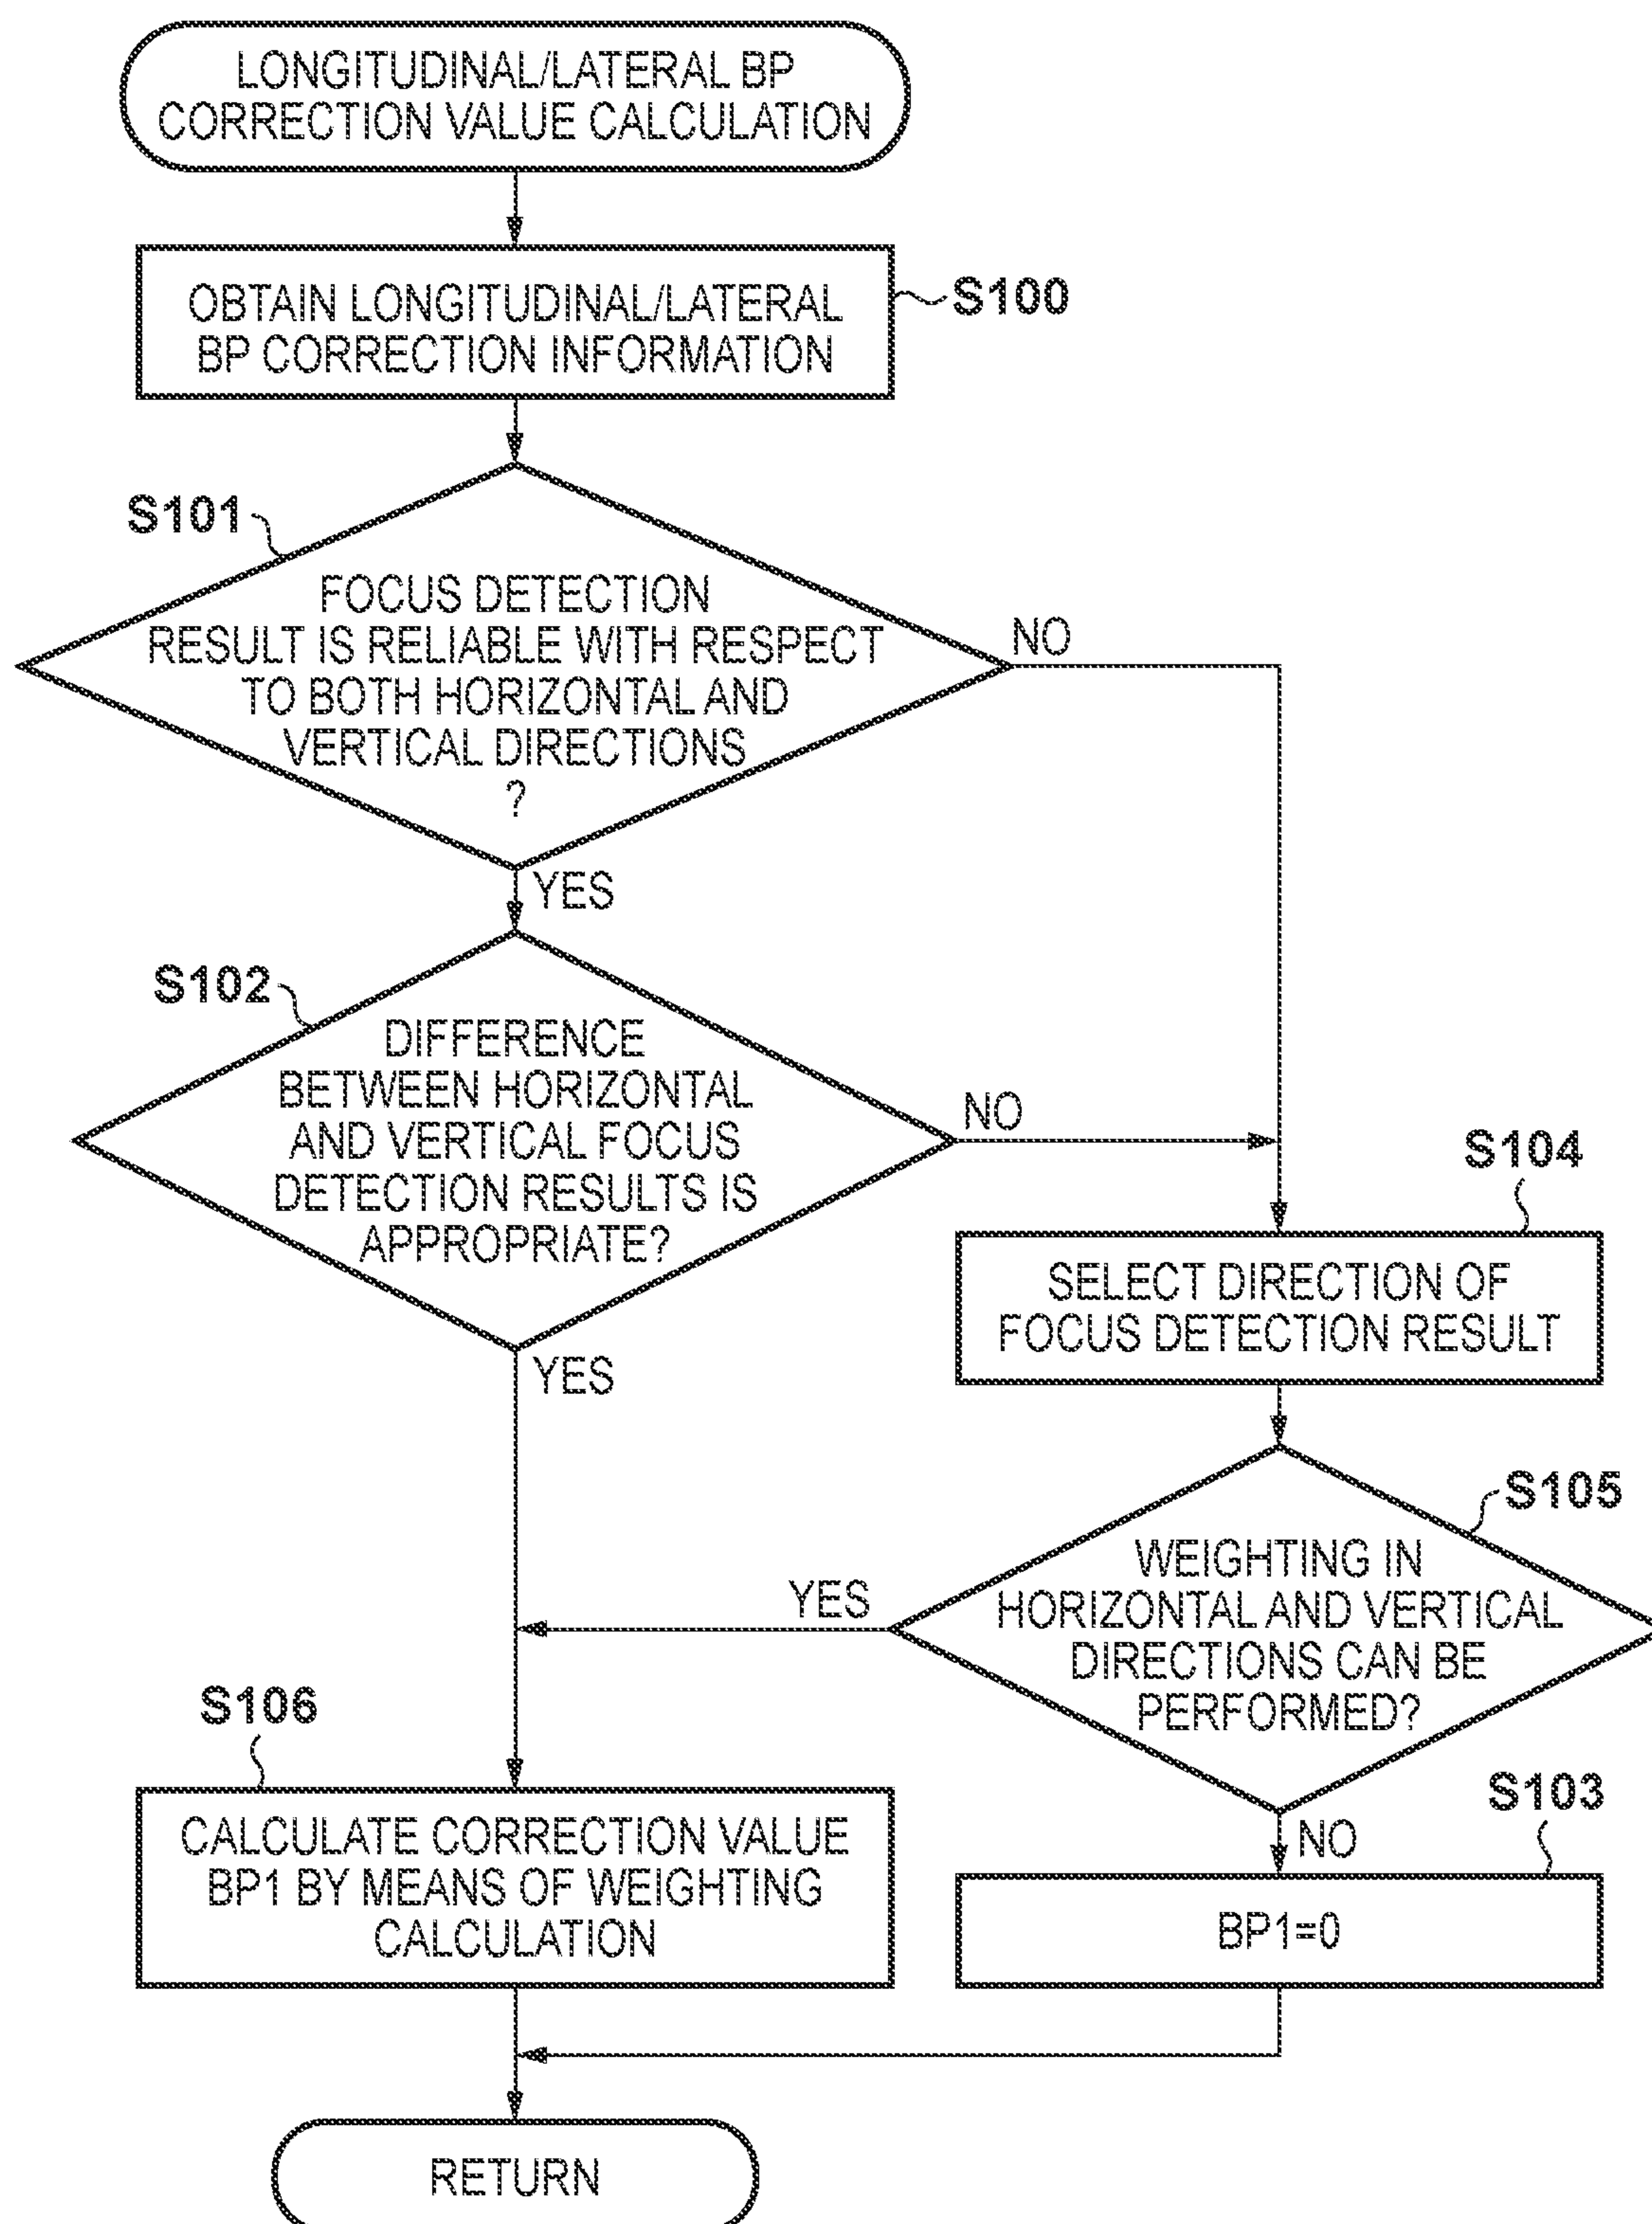 LONGITUDINAL/LATERAL BP
CORRECTION VALUE CALCULATION
OBTAIN LONGITUDINAL/LATERAL
BP CORRECTION INFORMATION
S100
S101
FOCUS DETECTION
RESULT IS RELIABLE WITH RESPECT
TO BOTH HORIZONTAL AND
VERTICAL DIRECTIONS
?
NO
YES
S102
DIFFERENCE
BETWEEN HORIZONTAL
AND VERTICAL FOCUS
DETECTION RESULTS IS
APPROPRIATE?
NO
YES
S104
SELECT DIRECTION OF
FOCUS DETECTION RESULT
S105
WEIGHTING IN
HORIZONTAL AND VERTICAL
DIRECTIONS CAN BE
PERFORMED?
YES
NO
S106
CALCULATE CORRECTION VALUE
BP1 BY MEANS OF WEIGHTING
CALCULATION
S103
BP1=0
RETURN